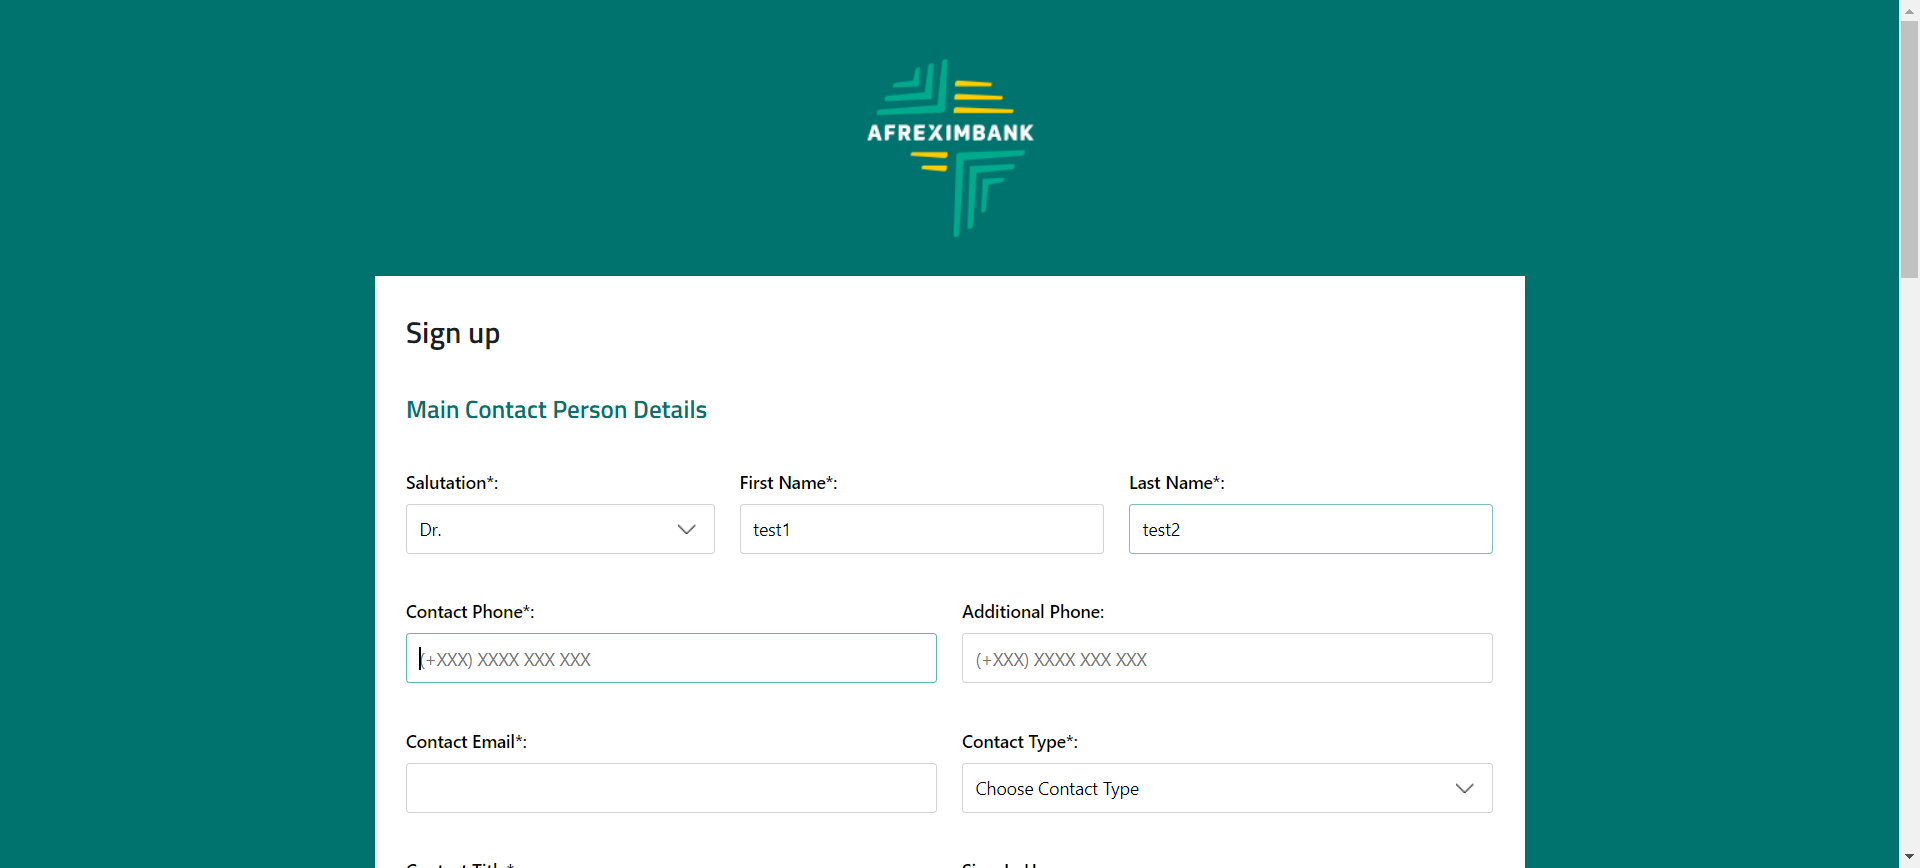 AFREXIMBANK
Sign up
Main Contact Person Details
Salutation*: First Name*: Last Name*:
Dr. test1 test2
Contact Phone*: Additional Phone:
(+XXX) XXXX XXX XXX (+XXX) XXXX XXX XXX
Contact Email*: Contact Type*:
Choose Contact Type